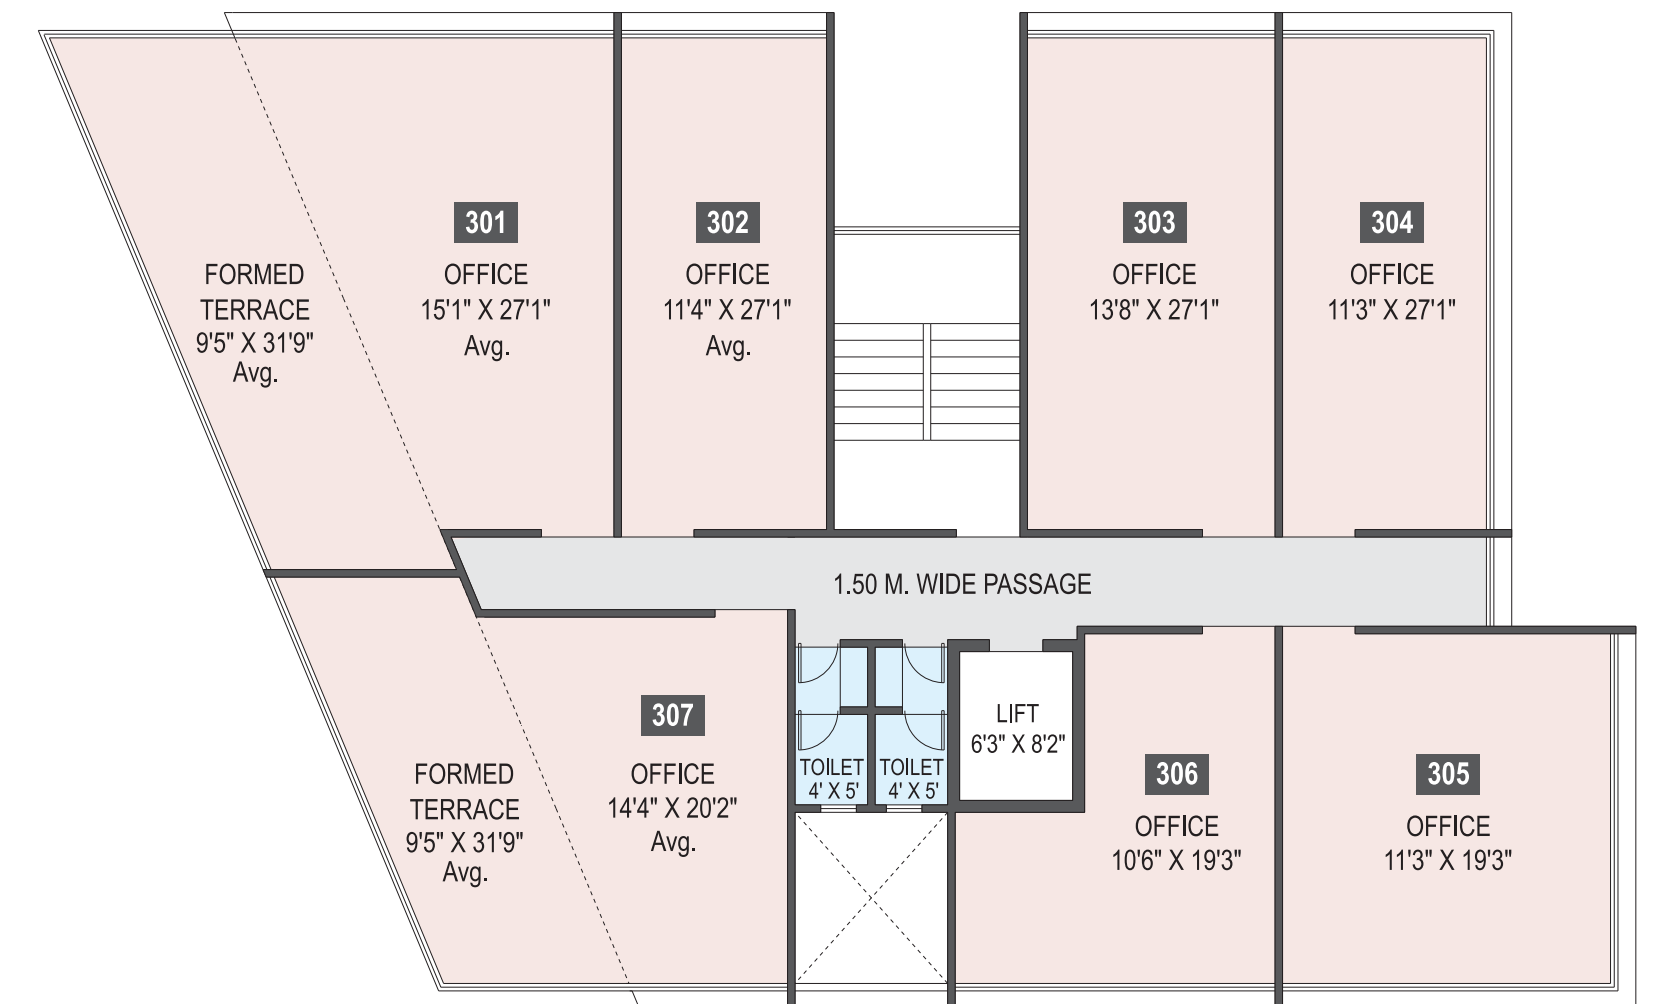 301
OFFICE
15'1" X 27'1"
Avg.
FORMED
TERRACE
9'5" X 31'9"
Avg.
302
OFFICE
11'4" X 27'1"
Avg.
303
OFFICE
13'8" X 27'1"
304
OFFICE
11'3" X 27'1"
1.50 M. WIDE PASSAGE
307
OFFICE
14'4" X 20'2"
Avg.
FORMED
TERRACE
9'5" X 31'9"
Avg.
TOILET
4' X 5'
TOILET
4' X 5'
LIFT
6'3" X 8'2"
306
OFFICE
10'6" X 19'3"
305
OFFICE
11'3" X 19'3"